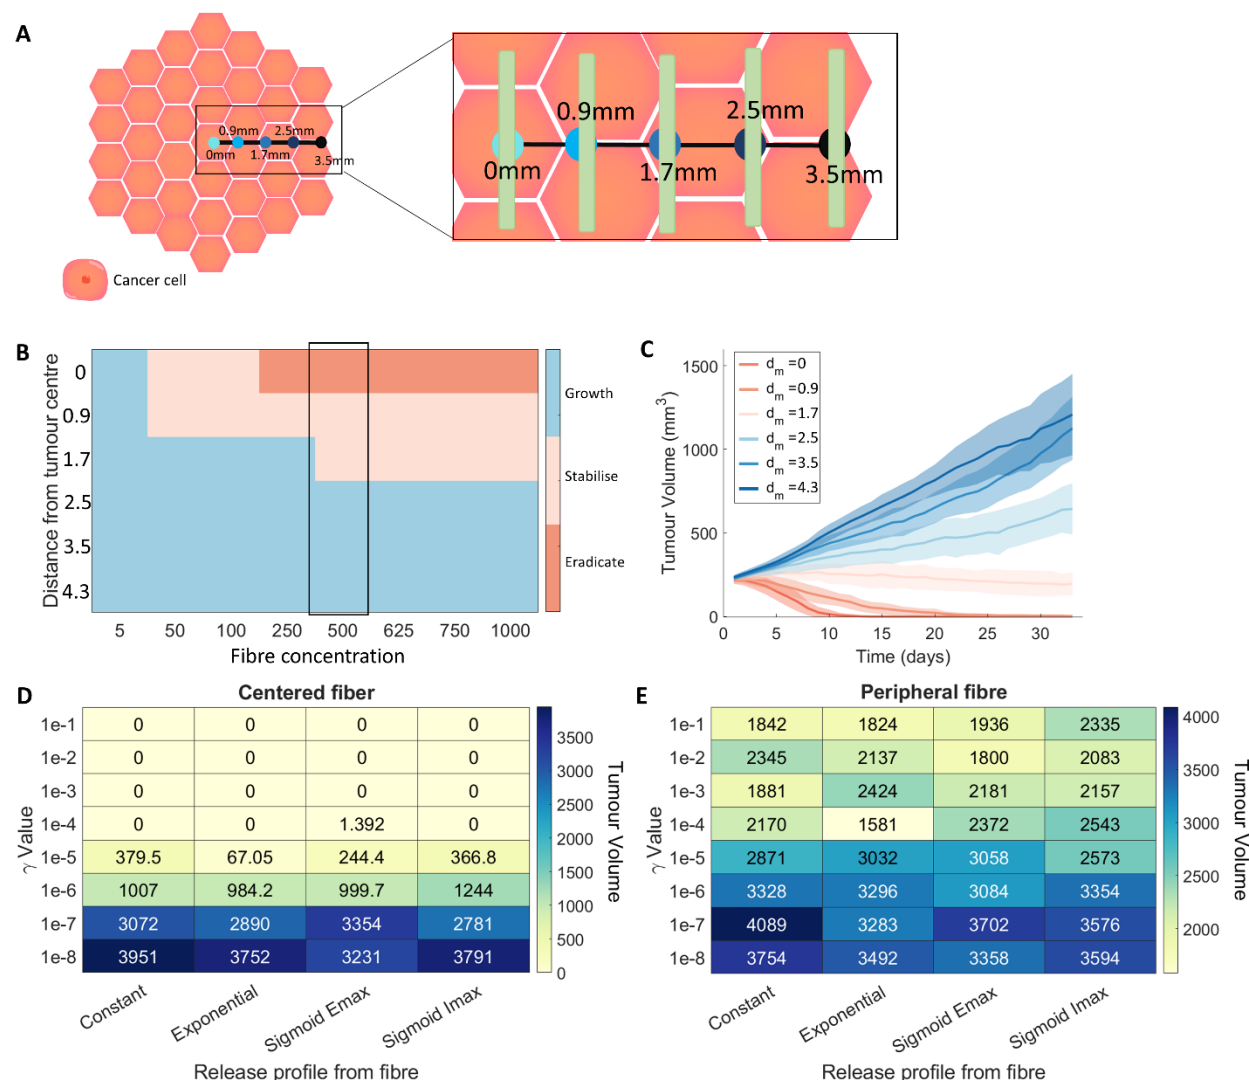 A
0.9mm 2.5mm
0mm 1.7mm 3.5mm
0.9mm 2.5mm
0mm 1.7mm 3.5mm
Cancer cell
B
Distance from tumour centre
0
0.9
1.7
2.5
3.5
4.3
5 50 100 250 500 625 750 1000
Fibre concentration
Growth
Stabilise
Eradicate
C
Tumour Volume (mm³)
1500
1000
500
0
d_m = 0
d_m = 0.9
d_m = 1.7
d_m = 2.5
d_m = 3.5
d_m = 4.3
0 5 10 15 20 25 30
Time (days)
D
Centered fiber
γ Value
1e-1 0 0 0 0
1e-2 0 0 0 0
1e-3 0 0 0 0
1e-4 0 0 1.392 0
1e-5 379.5 67.05 244.4 366.8
1e-6 1007 984.2 999.7 1244
1e-7 3072 2890 3354 2781
1e-8 3951 3752 3231 3791
Constant Exponential Sigmoid Emax Sigmoid Imax
Release profile from fibre
3500
3000
2500
2000
1500
1000
500
0
Tumour Volume
E
Peripheral fibre
γ Value
1e-1 1842 1824 1936 2335
1e-2 2345 2137 1800 2083
1e-3 1881 2424 2181 2157
1e-4 2170 1581 2372 2543
1e-5 2871 3032 3058 2573
1e-6 3328 3296 3084 3354
1e-7 4089 3283 3702 3576
1e-8 3754 3492 3358 3594
Constant Exponential Sigmoid Emax Sigmoid Imax
Release profile from fibre
4000
3500
3000
2500
2000
Tumour Volume